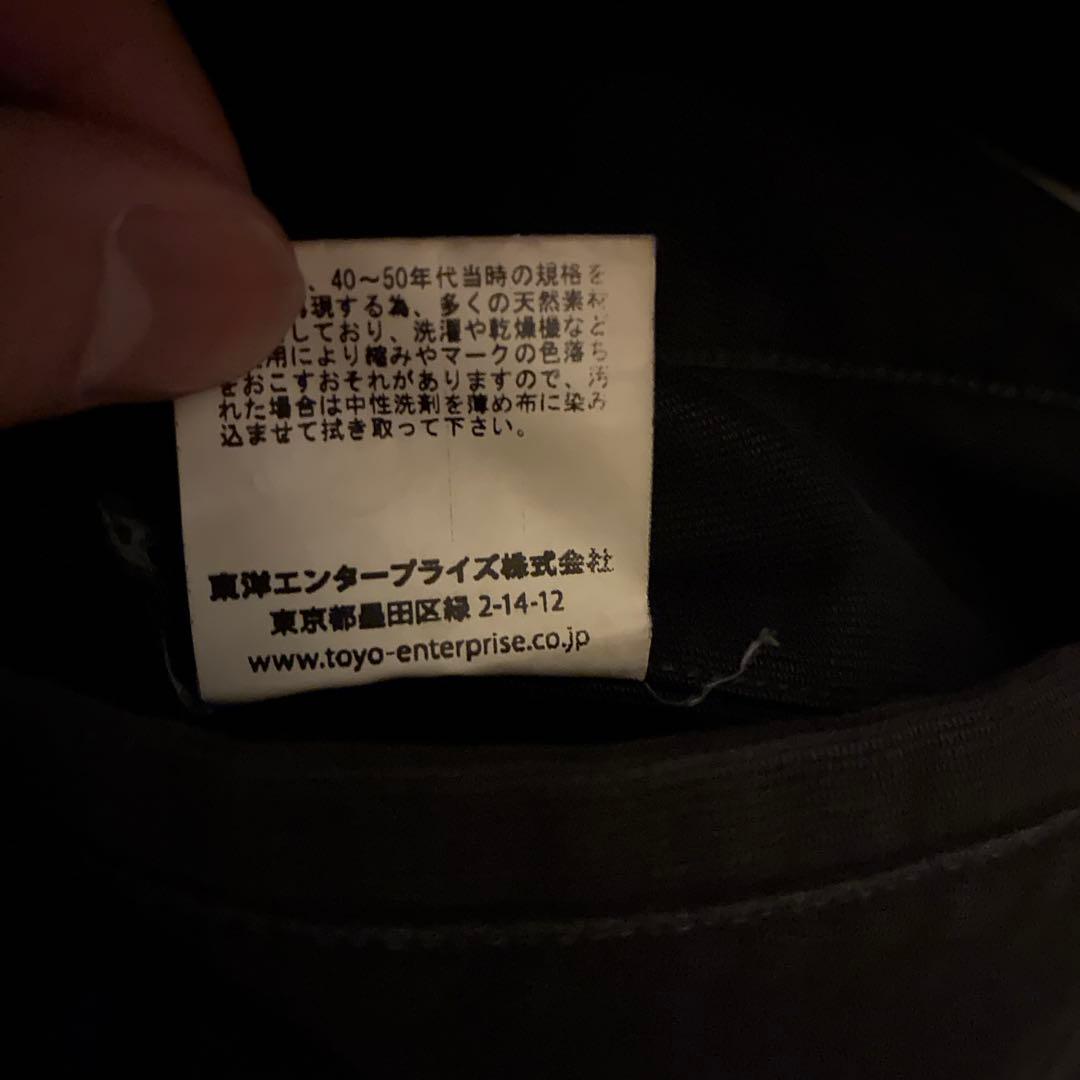 、40～50年代当時の規格を
現する為、多くの天然素材
しており、洗濯や乾燥機など
用により縮みやマークの色落ち
をおこすおそれがありますので、汚
れた場合は中性洗剤を薄め布に染み
込ませて拭き取って下さい。
東洋エンタープライズ株式会社
東京都墨田区緑 2-14-12
www.toyo-enterprise.co.jp